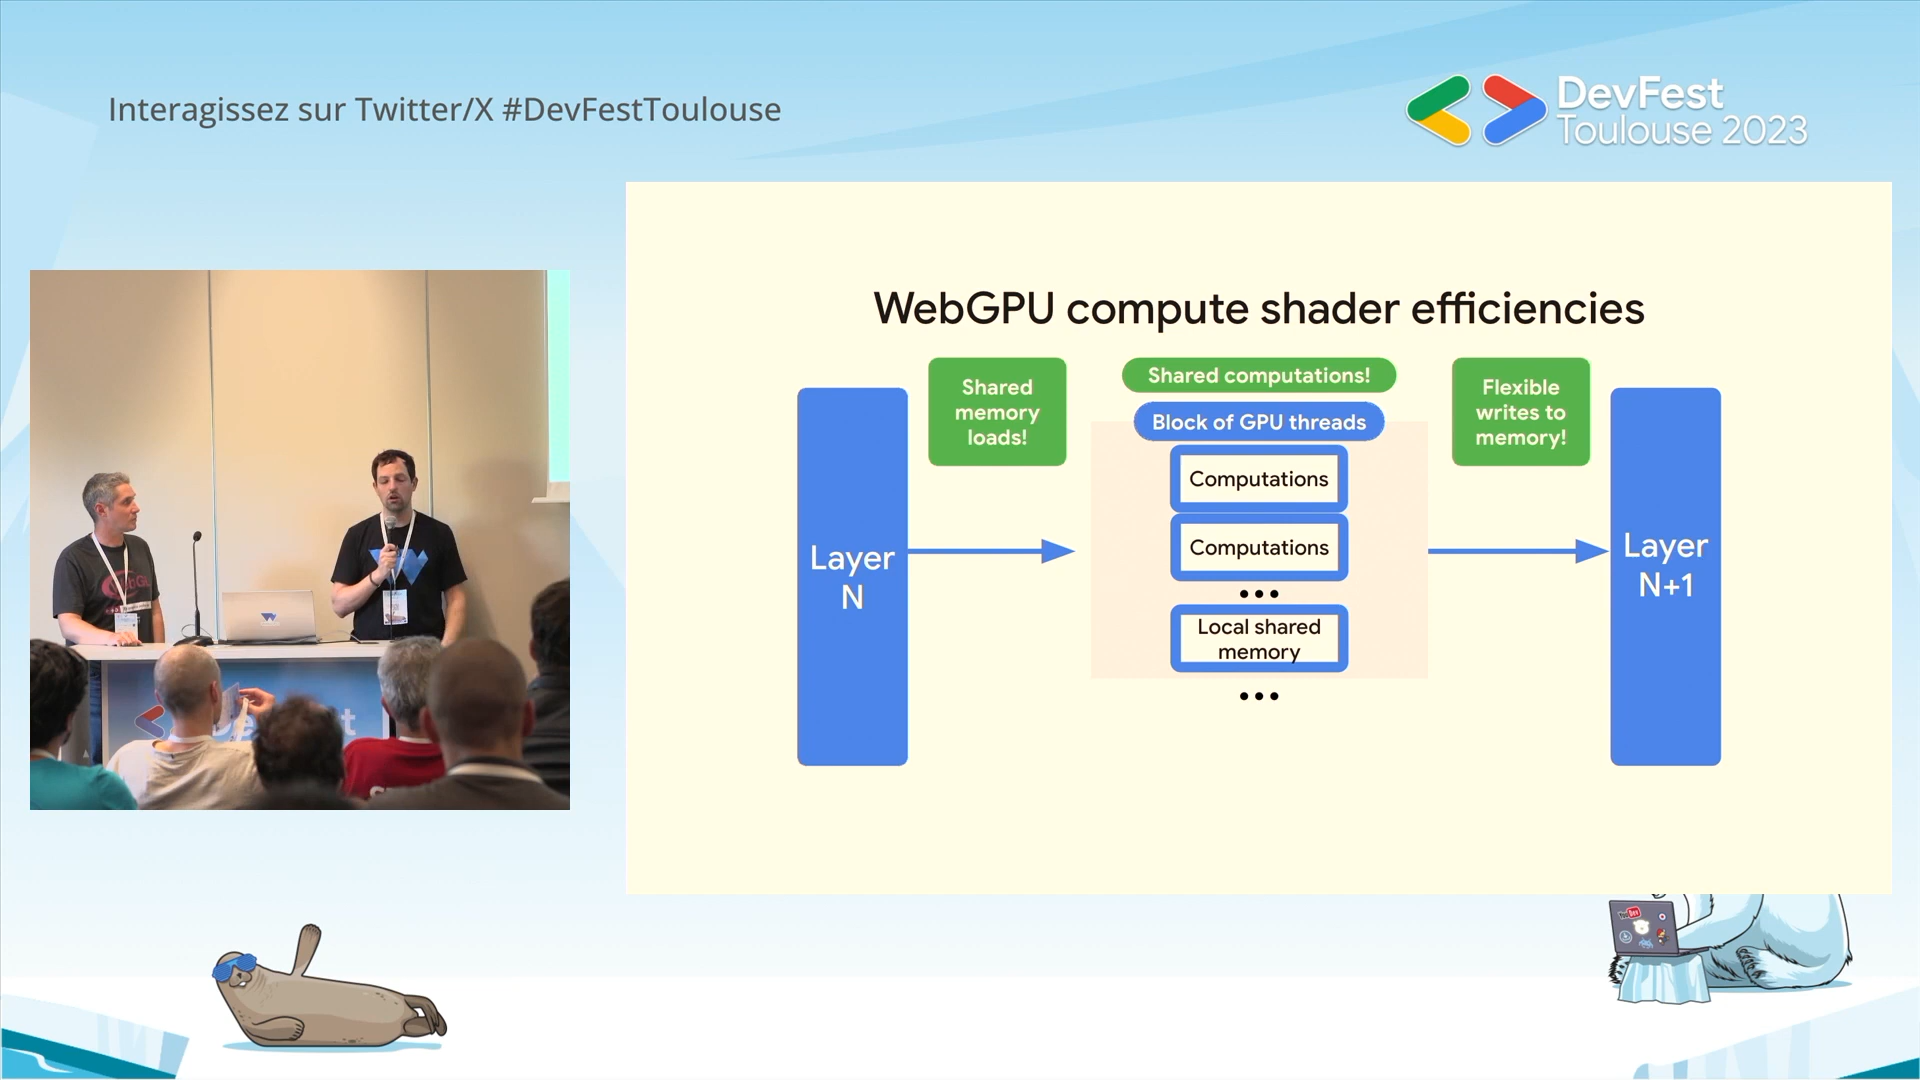 Interagissez sur Twitter/X #DevFestToulouse
DevFest
Toulouse 2023
WebGPU compute shader efficiencies
Shared
memory
loads!
Shared computations!
Flexible
writes to
memory!
Block of GPU threads
Computations
Computations
...
Local shared
memory
...
Layer
N
Layer
N+1